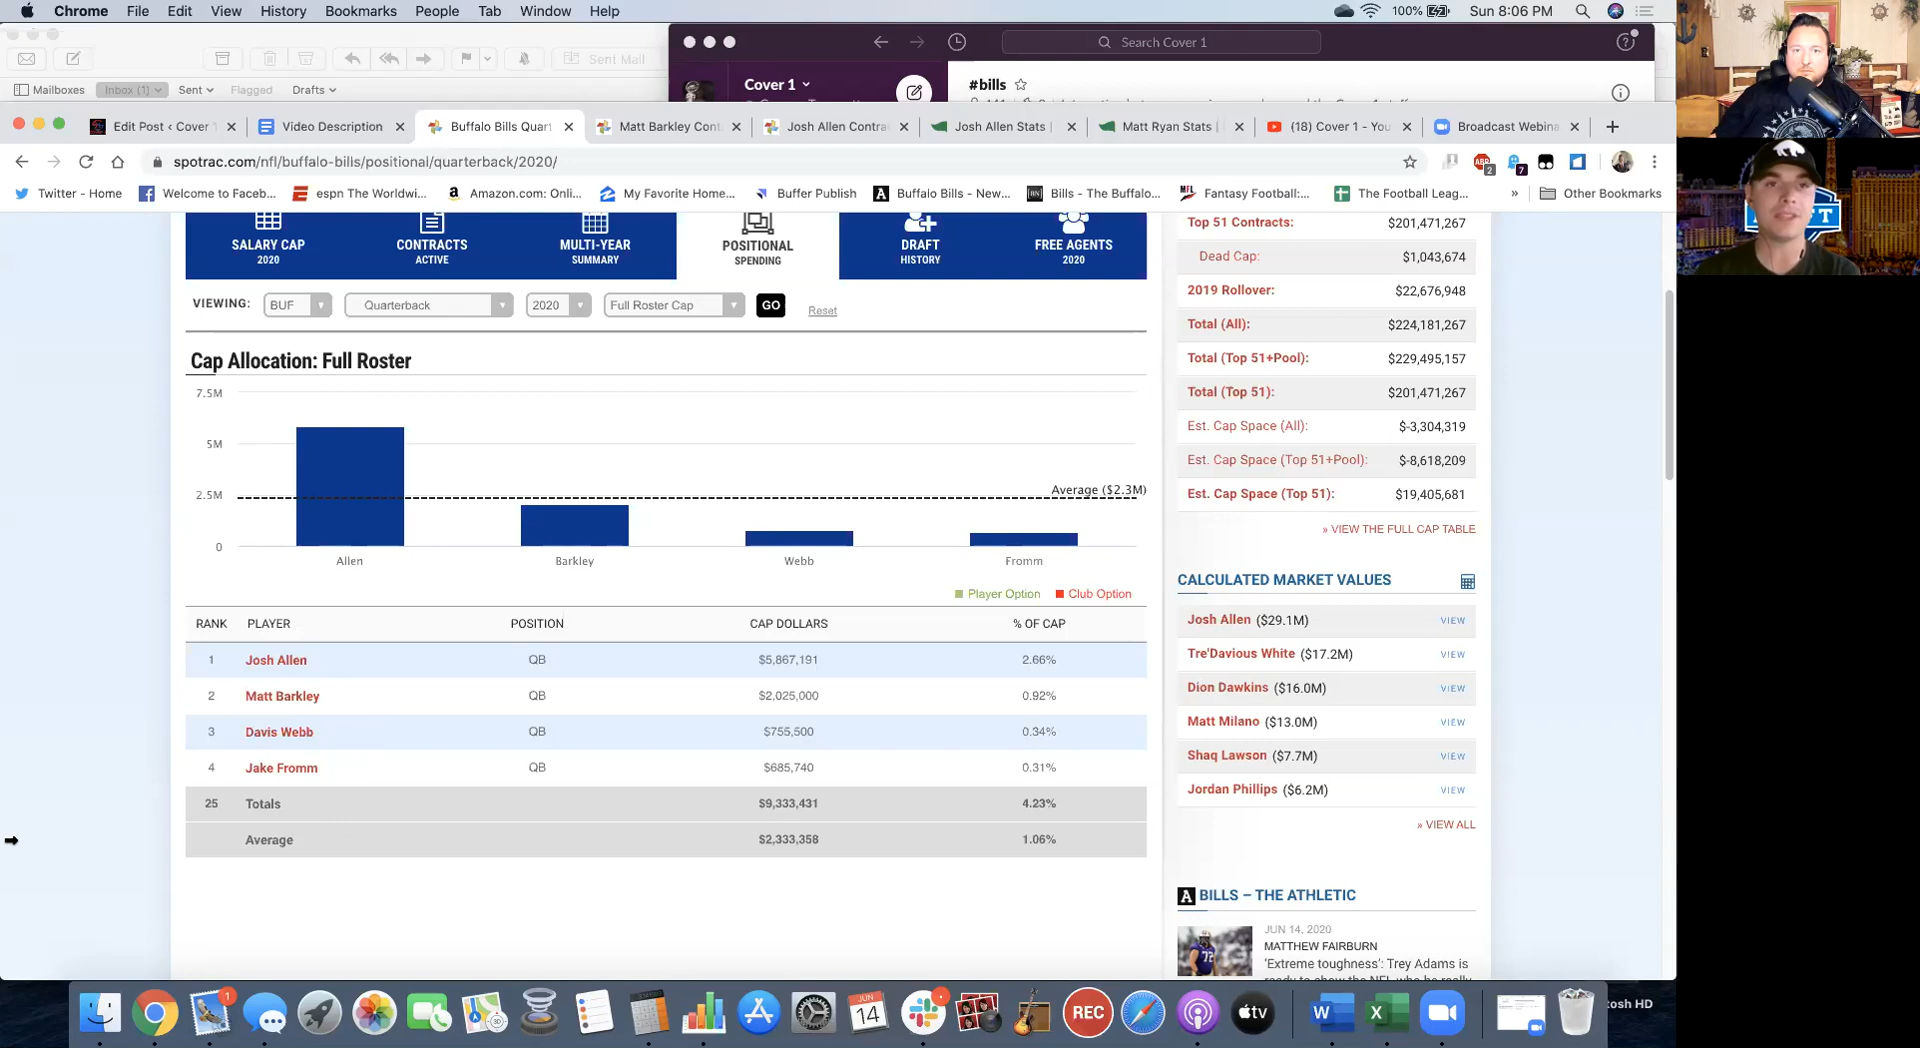 Chrome File Edit View History Bookmarks People Tab Window Help
100% Sun 8:06 PM
Sent Mail
Mailboxes Inbox (1) Sent Flagged Drafts
Search Cover 1
Cover 1
#bills
Edit Post ‹ Cover 1
Video Description
Buffalo Bills Quart
Matt Barkley Cont
Josh Allen Contra
Josh Allen Stats |
Matt Ryan Stats |
(18) Cover 1 - You
Broadcast Webina
spotrac.com/nfl/buffalo-bills/positional/quarterback/2020/
Twitter - Home
Welcome to Faceb...
espn The Worldwi...
Amazon.com: Onli...
My Favorite Home...
Buffer Publish
Buffalo Bills - New...
Bills - The Buffalo...
Fantasy Football:...
The Football Leag...
»
Other Bookmarks
SALARY CAP
2020
CONTRACTS
ACTIVE
MULTI-YEAR
SUMMARY
POSITIONAL
SPENDING
DRAFT
HISTORY
FREE AGENTS
2020
VIEWING: BUF Quarterback 2020 Full Roster Cap GO Reset
Cap Allocation: Full Roster
7.5M
5M
2.5M
0
Average ($2.3M)
Allen Barkley Webb Fromm
Player Option Club Option
RANK PLAYER POSITION CAP DOLLARS % OF CAP
1 Josh Allen QB $5,867,191 2.66%
2 Matt Barkley QB $2,025,000 0.92%
3 Davis Webb QB $755,500 0.34%
4 Jake Fromm QB $685,740 0.31%
25 Totals $9,333,431 4.23%
Average $2,333,358 1.06%
Top 51 Contracts: $201,471,267
Dead Cap: $1,043,674
2019 Rollover: $22,676,948
Total (All): $224,181,267
Total (Top 51+Pool): $229,495,157
Total (Top 51): $201,471,267
Est. Cap Space (All): $-3,304,319
Est. Cap Space (Top 51+Pool): $-8,618,209
Est. Cap Space (Top 51): $19,405,681
» VIEW THE FULL CAP TABLE
CALCULATED MARKET VALUES
Josh Allen ($29.1M) VIEW
Tre'Davious White ($17.2M) VIEW
Dion Dawkins ($16.0M) VIEW
Matt Milano ($13.0M) VIEW
Shaq Lawson ($7.7M) VIEW
Jordan Phillips ($6.2M) VIEW
» VIEW ALL
A BILLS – THE ATHLETIC
JUN 14, 2020
MATTHEW FAIRBURN
'Extreme toughness': Trey Adams is
ready to show the NFL who he really
1
JUN
14
REC
tv
W
X
tosh HD